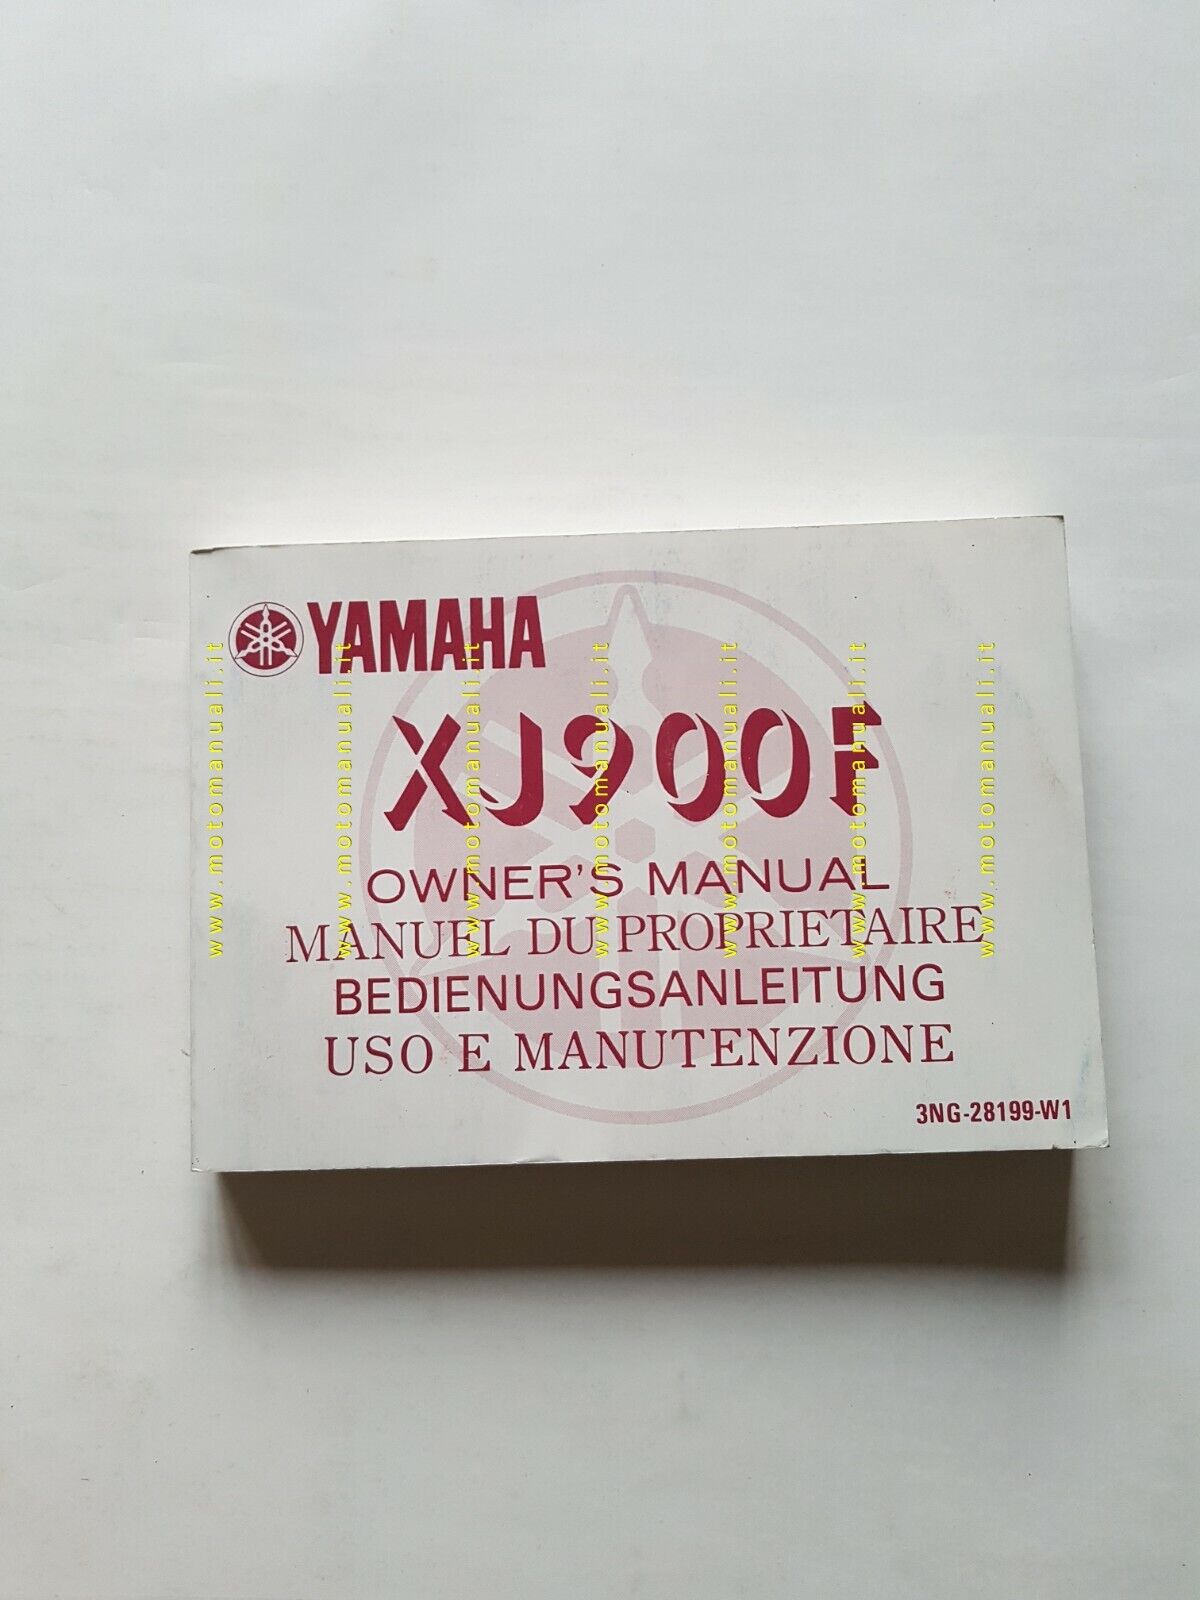 YAMAHA
XJ900F
OWNER'S MANUAL
MANUEL DU PROPRIETAIRE
BEDIENUNGSANLEITUNG
USO E MANUTENZIONE
3NG-28199-W1
www.motomanuali.it
www.motomanuali.it
www.motomanuali.it
www.motomanuali.it
www.motomanuali.it
www.motomanuali.it
www.motomanuali.it